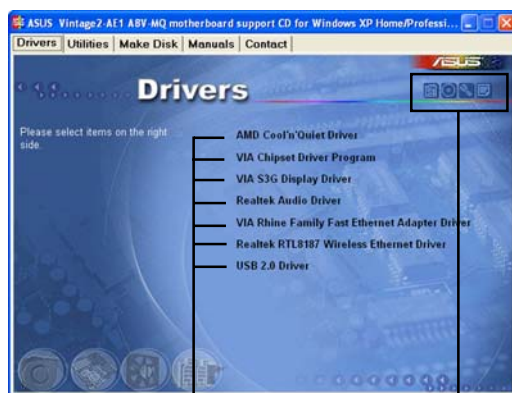 ASUS Vintage2-AE1 A8V-MQ motherboard support CD for Windows XP Home/Professi...
Drivers Utilities Make Disk Manuals Contact
ASUS
Drivers
Please select items on the right side.
AMD Cool'n'Quiet Driver
VIA Chipset Driver Program
VIA S3G Display Driver
Realtek Audio Driver
VIA Rhine Family Fast Ethernet Adapter Driver
Realtek RTL8187 Wireless Ethernet Driver
USB 2.0 Driver
ASUS